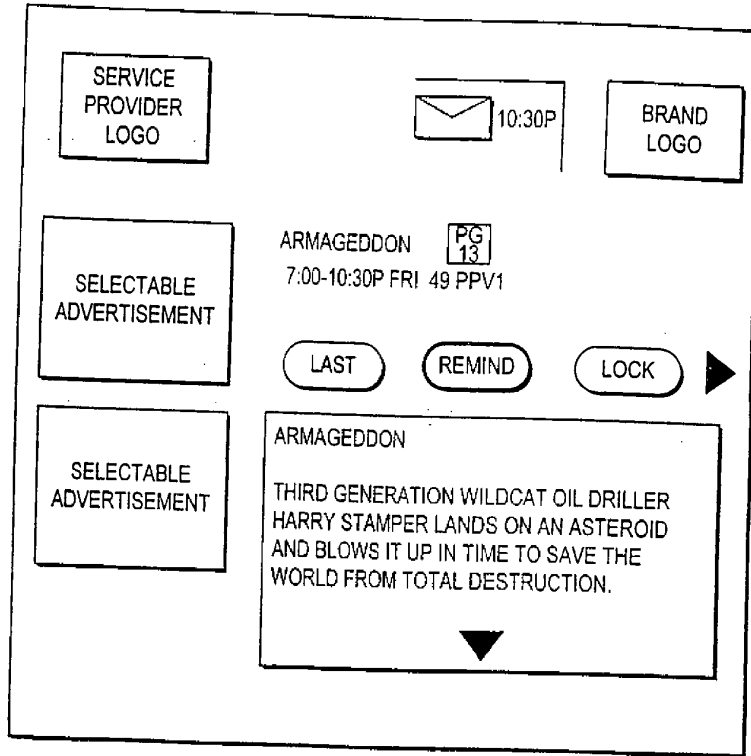 SERVICE
PROVIDER
LOGO
10:30P
BRAND
LOGO
SELECTABLE
ADVERTISEMENT
ARMAGEDDON
PG
13
7:00-10:30P FRI 49 PPV1
LAST
REMIND
LOCK
SELECTABLE
ADVERTISEMENT
ARMAGEDDON
THIRD GENERATION WILDCAT OIL DRILLER
HARRY STAMPER LANDS ON AN ASTEROID
AND BLOWS IT UP IN TIME TO SAVE THE
WORLD FROM TOTAL DESTRUCTION.